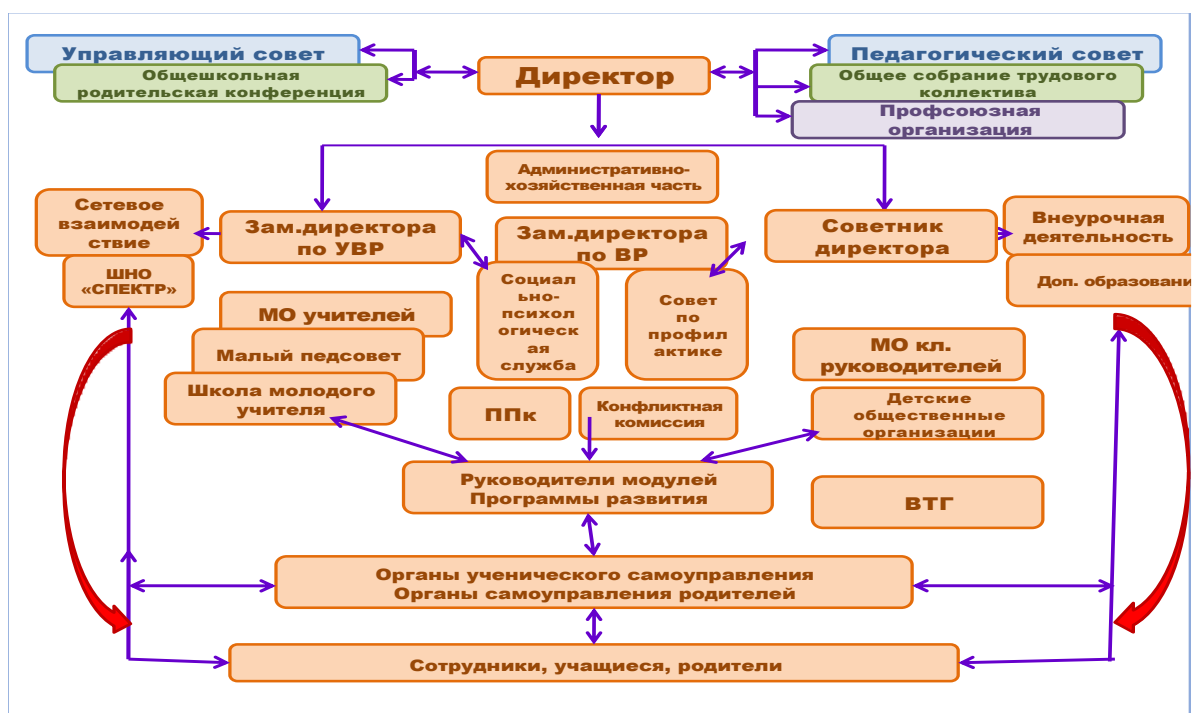 Управляющий совет
Общешкольная
родительская конференция
Директор
Педагогический совет
Общее собрание трудового
коллектива
Профсоюзная
организация
Административно-
хозяйственная часть
Сетевое
взаимодей
ствие
ШНО
«СПЕКТР»
Зам.директора
по УВР
Зам.директора
по ВР
Советник
директора
Внеурочная
деятельность
Доп. образовани
Социал
ьно-
психол
огическ
ая
служба
Совет
по
профил
актике
МО учителей
Малый педсовет
Школа молодого
учителя
МО кл.
руководителей
ППк
Конфликтная
комиссия
Детские
общественные
организации
Руководители модулей
Программы развития
ВТГ
Органы ученического самоуправления
Органы самоуправления родителей
Сотрудники, учащиеся, родители